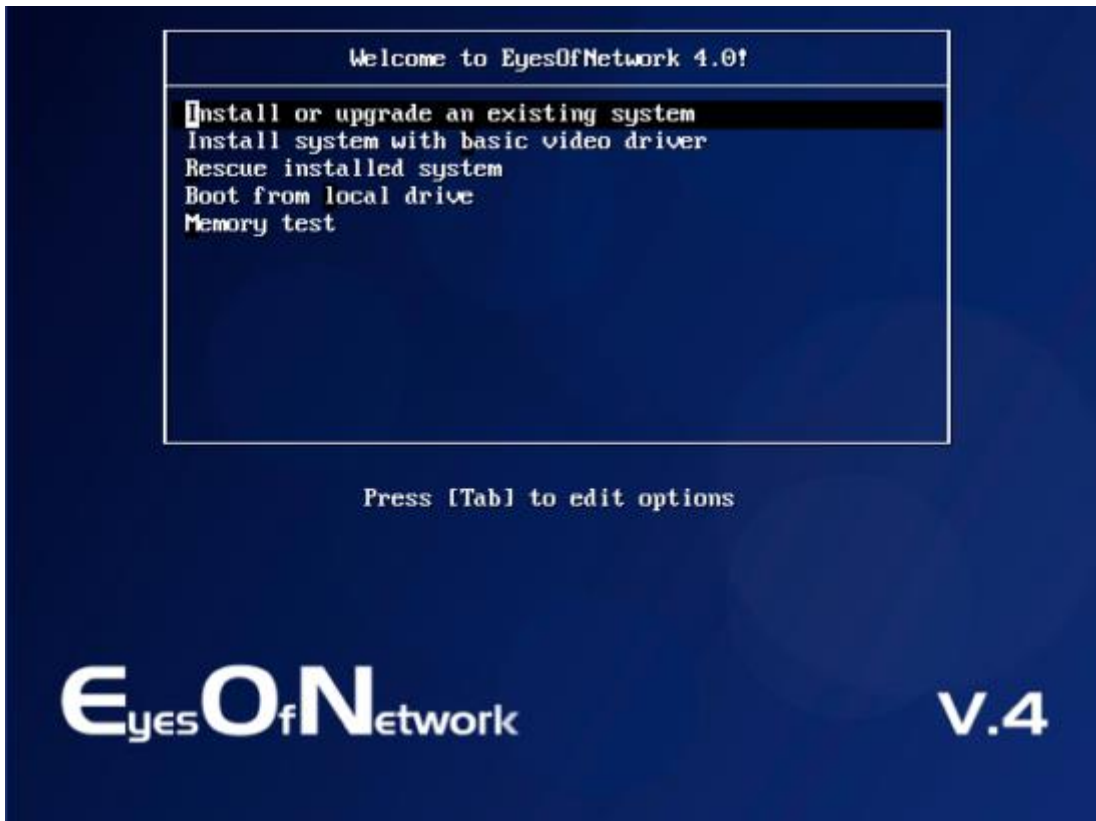 Welcome to EyesOfNetwork 4.0!
Install or upgrade an existing system
Install system with basic video driver
Rescue installed system
Boot from local drive
Memory test
Press [Tab] to edit options
EyesOfNetwork
V.4